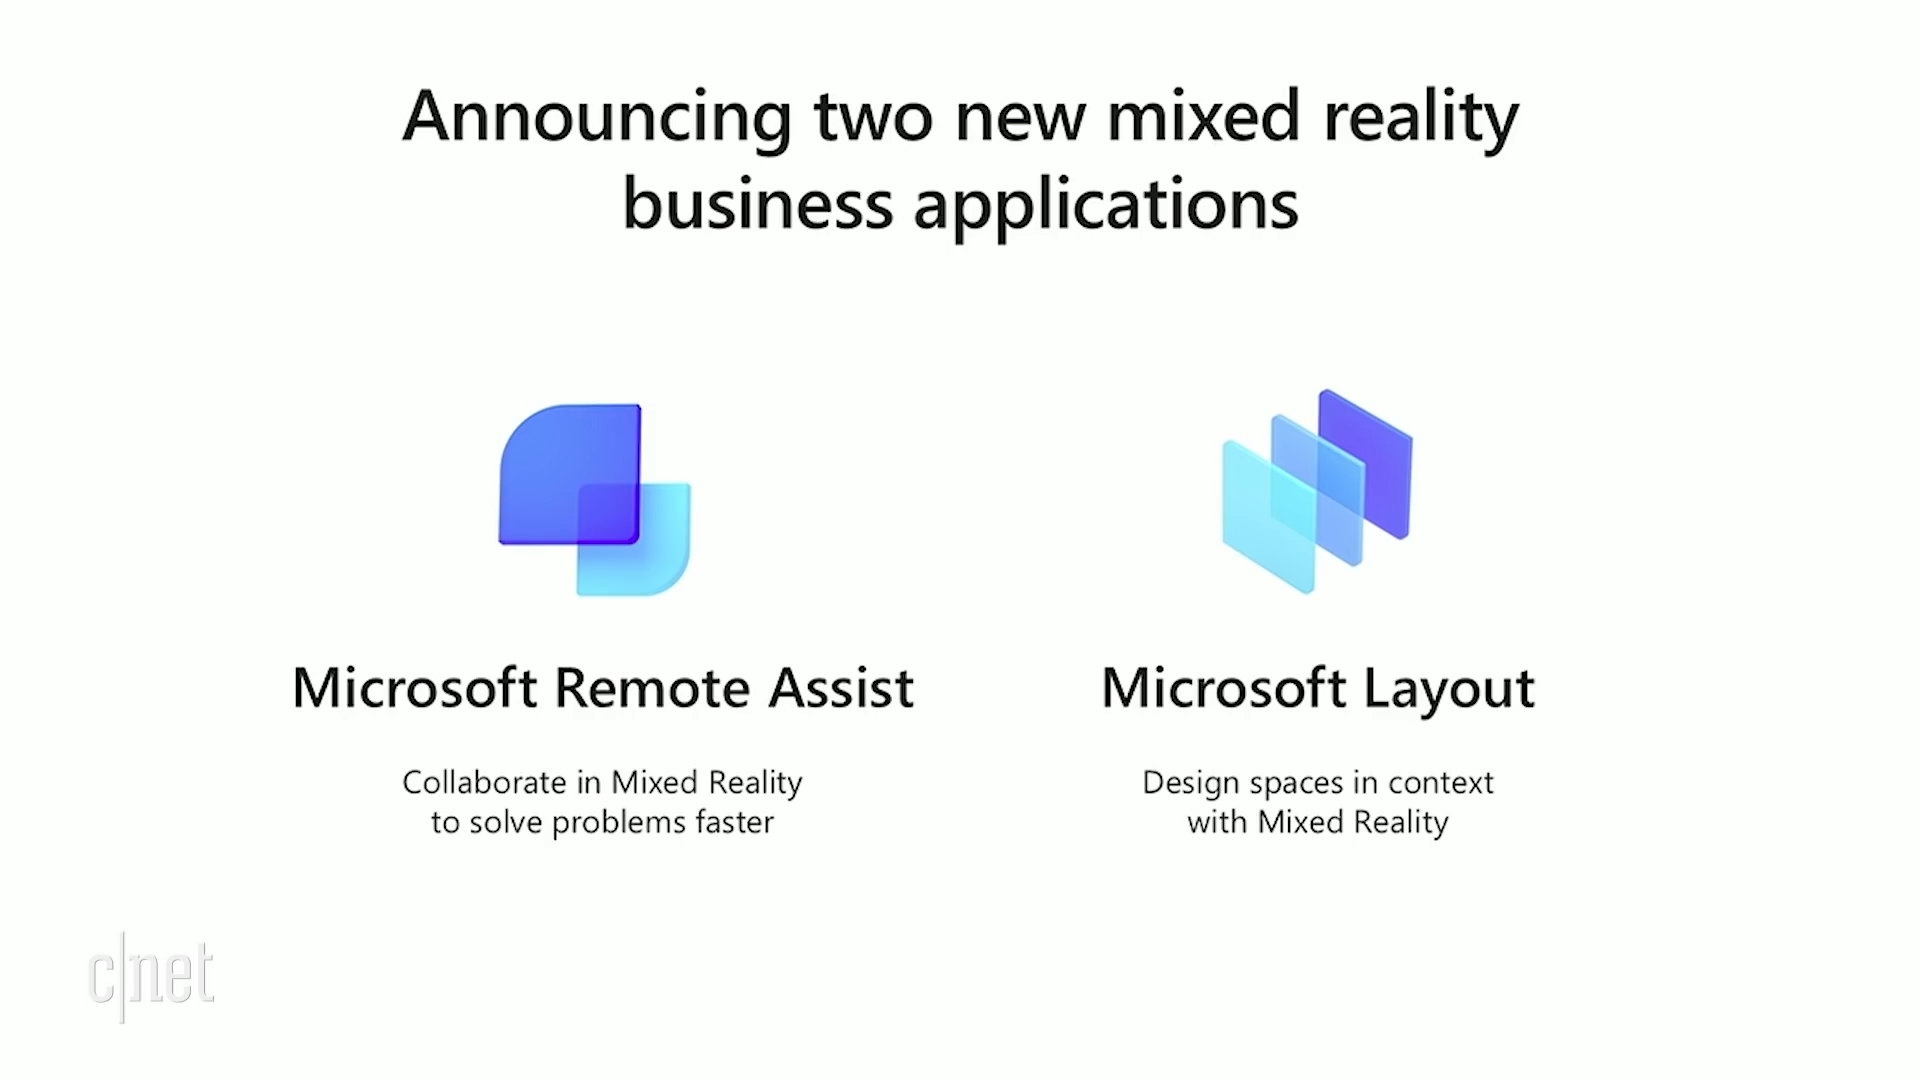 Announcing two new mixed reality
business applications
Microsoft Remote Assist
Collaborate in Mixed Reality
to solve problems faster
Microsoft Layout
Design spaces in context
with Mixed Reality
c|net